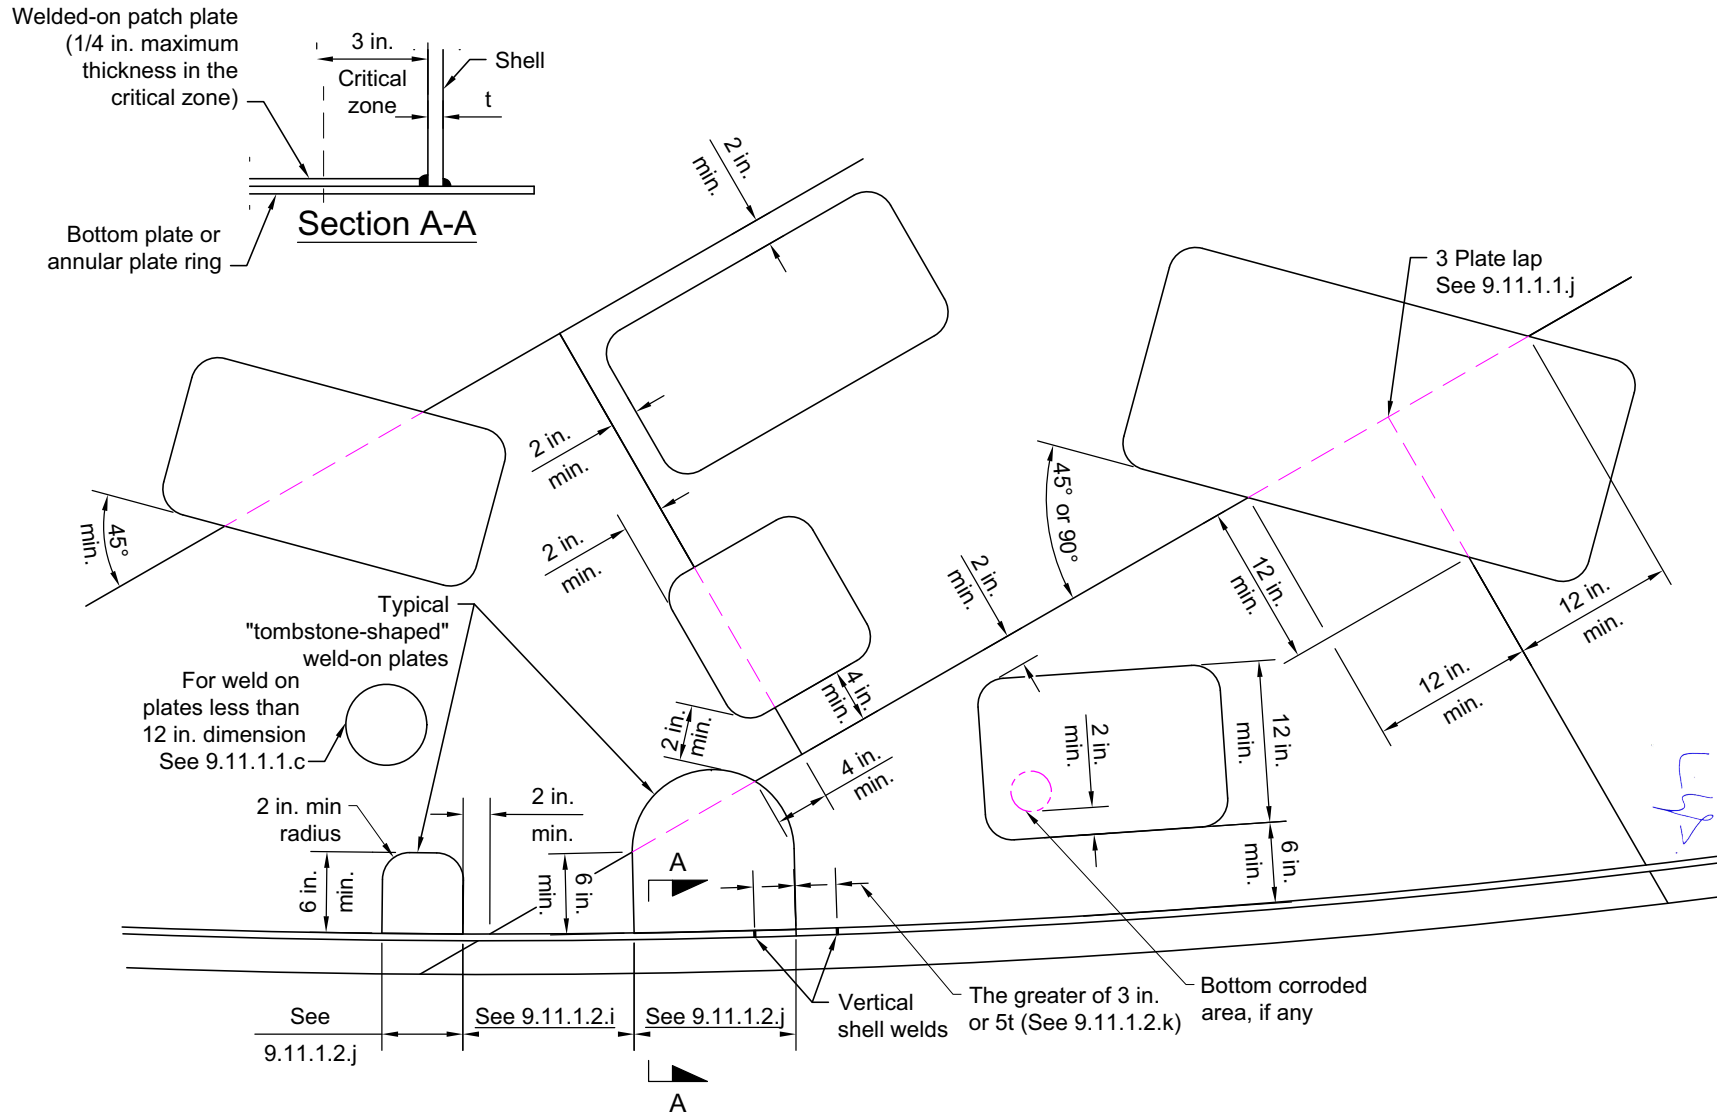 Welded-on patch plate
(1/4 in. maximum
thickness in the
critical zone)
3 in.
Critical
zone
Shell
t
Bottom plate or
annular plate ring
Section A-A
2 in.
min.
3 Plate lap
See 9.11.1.1.j
2 in.
min.
45°
min.
2 in.
min.
45° or 90°
2 in.
min.
12 in.
min.
12 in.
min.
12 in.
min.
Typical
"tombstone-shaped"
weld-on plates
For weld on
plates less than
12 in. dimension
See 9.11.1.1.c
2 in.
min.
4 in.
min.
4 in.
min.
2 in.
min.
12 in.
min.
6 in.
min.
2 in. min
radius
2 in.
min.
6 in.
min.
6 in.
min.
A
See
9.11.1.2.j
See 9.11.1.2.i
See 9.11.1.2.j
Vertical
shell welds
The greater of 3 in.
or 5t (See 9.11.1.2.k)
Bottom corroded
area, if any
A